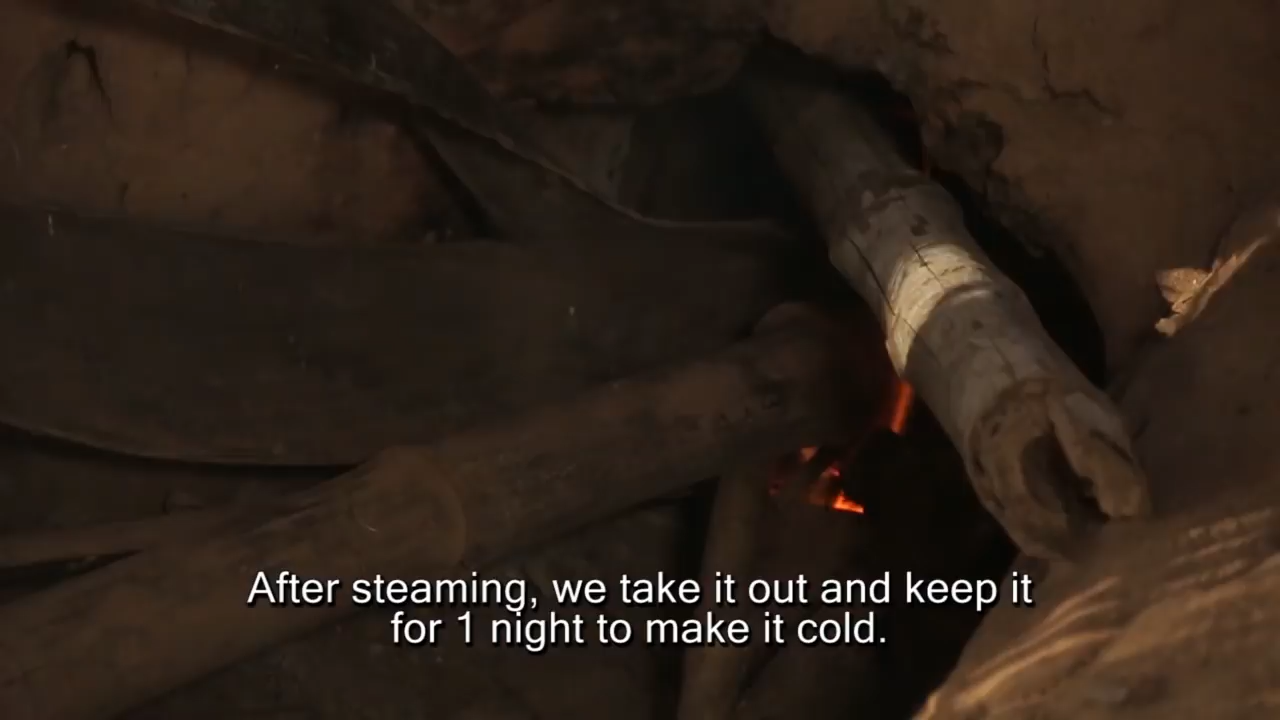 After steaming, we take it out and keep it
for 1 night to make it cold.